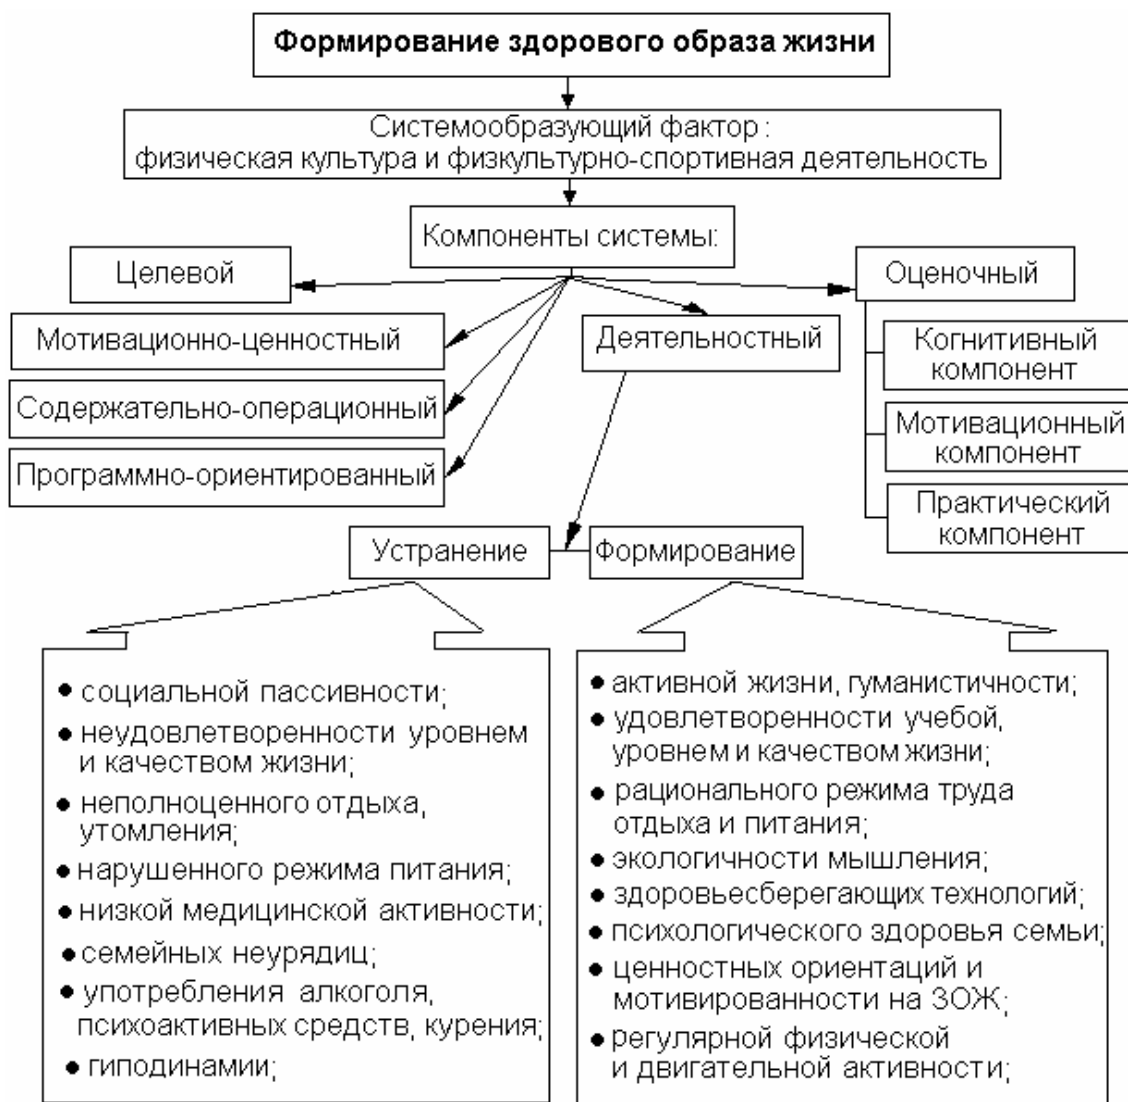 Формирование здорового образа жизни
Системообразующий фактор :
физическая культура и физкультурно-спортивная деятельность
Компоненты системы:
Целевой
Оценочный
Мотивационно-ценностный
Деятельностный
Содержательно-операционный
Программно-ориентированный
Когнитивный
компонент
Мотивационный
компонент
Практический
компонент
Устранение
Формирование
● социальной пассивности;
● неудовлетворенности уровнем
и качеством жизни;
● неполноценного отдыха,
утомления;
● нарушенного режима питания;
● низкой медицинской активности;
● семейных неурядиц;
● употребления алкоголя,
психоактивных средств, курения;
● гиподинамии;
● активной жизни, гуманистичности;
● удовлетворенности учебой,
уровнем и качеством жизни;
● рационального режима труда
отдыха и питания;
● экологичности мышления;
● здоровьесберегающих технологий;
● психологического здоровья семьи;
● ценностных ориентаций и
мотивированности на ЗОЖ;
● регулярной физической
и двигательной активности;